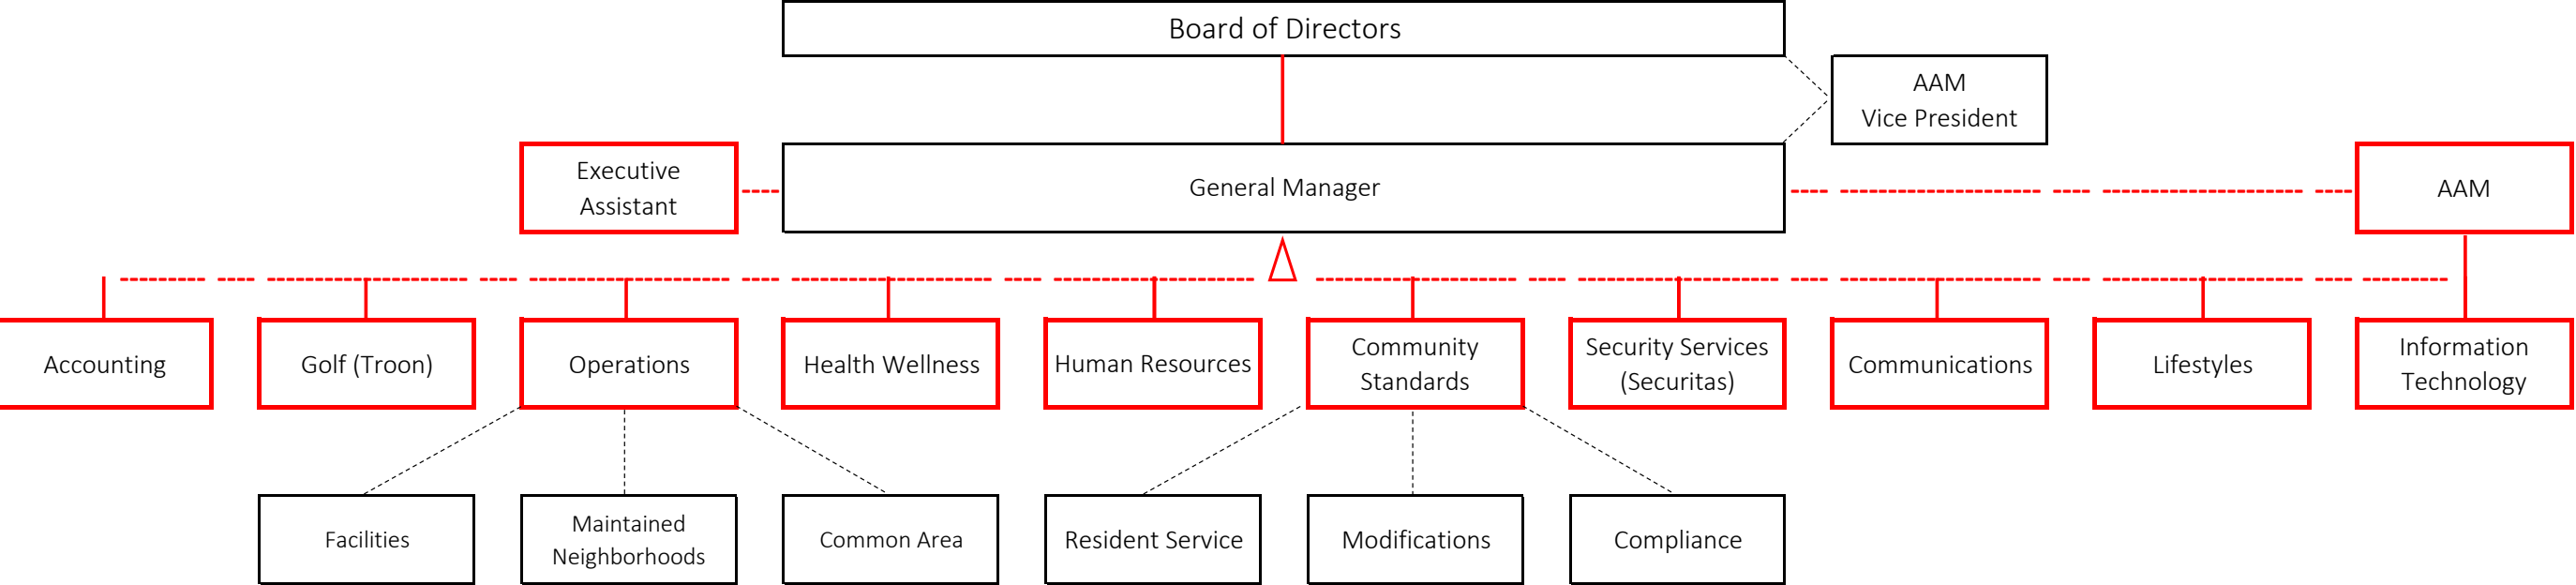 Board of Directors
AAM
Vice President
Executive
Assistant
General Manager
AAM
Accounting
Golf (Troon)
Operations
Health Wellness
Human Resources
Community
Standards
Security Services
(Securitas)
Communications
Lifestyles
Information
Technology
Facilities
Maintained
Neighborhoods
Common Area
Resident Service
Modifications
Compliance